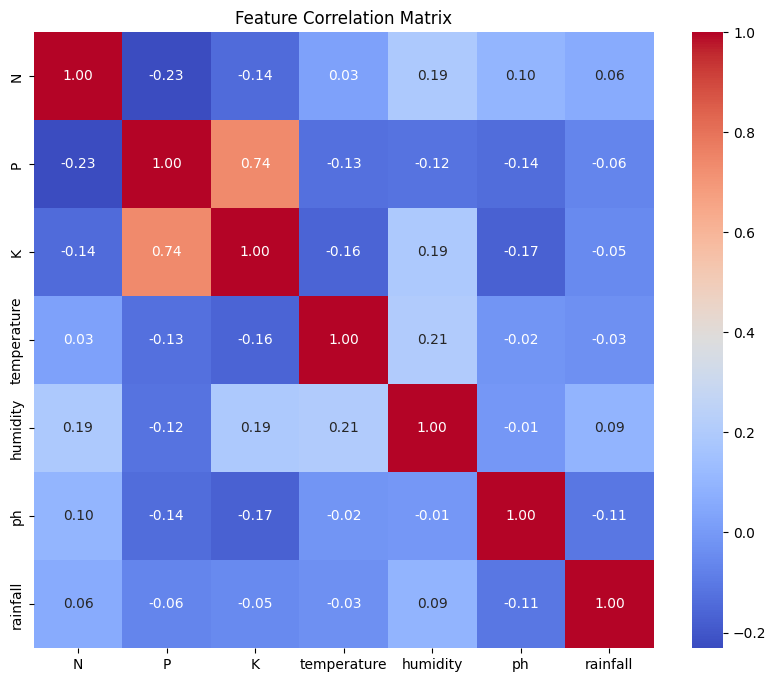 Feature Correlation Matrix
N 1.00 -0.23 -0.14 0.03 0.19 0.10 0.06
P -0.23 1.00 0.74 -0.13 -0.12 -0.14 -0.06
K -0.14 0.74 1.00 -0.16 0.19 -0.17 -0.05
temperature 0.03 -0.13 -0.16 1.00 0.21 -0.02 -0.03
humidity 0.19 -0.12 0.19 0.21 1.00 -0.01 0.09
ph 0.10 -0.14 -0.17 -0.02 -0.01 1.00 -0.11
rainfall 0.06 -0.06 -0.05 -0.03 0.09 -0.11 1.00
N P K temperature humidity ph rainfall
1.0
0.8
0.6
0.4
0.2
0.0
−0.2